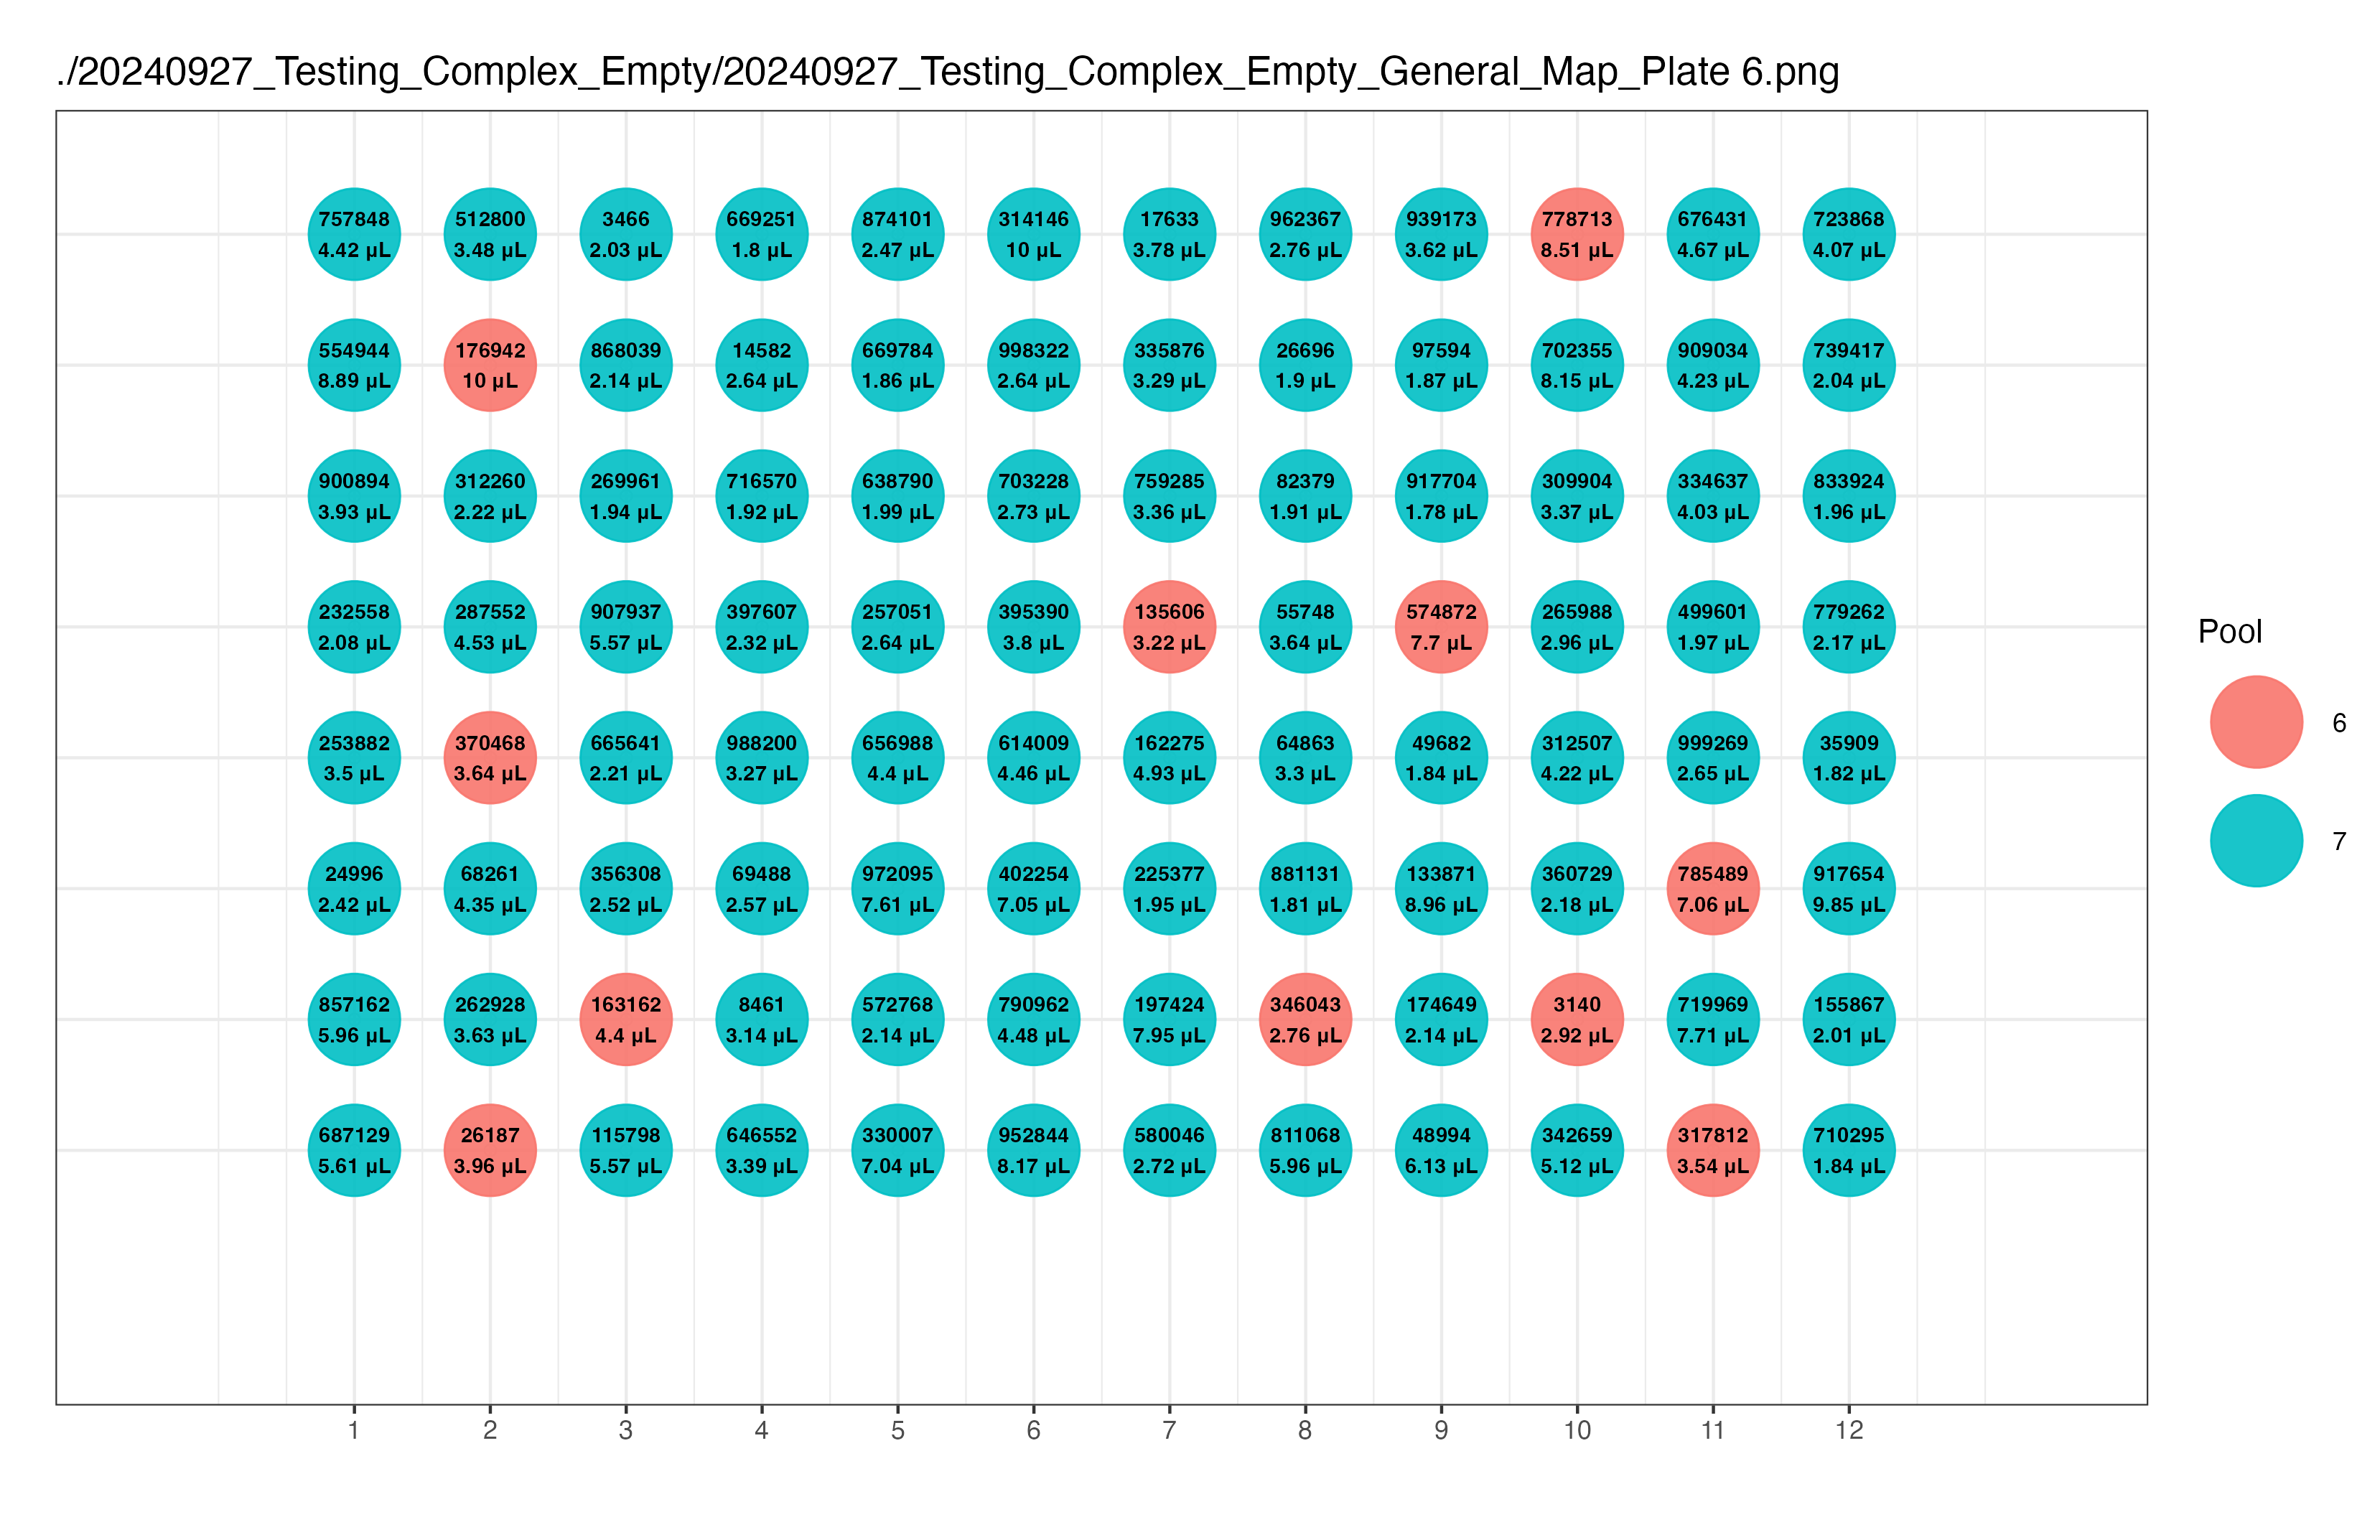 ./20240927_Testing_Complex_Empty/20240927_Testing_Complex_Empty_General_Map_Plate 6.png
757848 512800 3466 669251 874101 314146 17633 962367 939173 778713 676431 723868
4.42 µL 3.48 µL 2.03 µL 1.8 µL 2.47 µL 10 µL 3.78 µL 2.76 µL 3.62 µL 8.51 µL 4.67 µL 4.07 µL
554944 176942 868039 14582 669784 998322 335876 26696 97594 702355 909034 739417
8.89 µL 10 µL 2.14 µL 2.64 µL 1.86 µL 2.64 µL 3.29 µL 1.9 µL 1.87 µL 8.15 µL 4.23 µL 2.04 µL
900894 312260 269961 716570 638790 703228 759285 82379 917704 309904 334637 833924
3.93 µL 2.22 µL 1.94 µL 1.92 µL 1.99 µL 2.73 µL 3.36 µL 1.91 µL 1.78 µL 3.37 µL 4.03 µL 1.96 µL
232558 287552 907937 397607 257051 395390 135606 55748 574872 265988 499601 779262
2.08 µL 4.53 µL 5.57 µL 2.32 µL 2.64 µL 3.8 µL 3.22 µL 3.64 µL 7.7 µL 2.96 µL 1.97 µL 2.17 µL
253882 370468 665641 988200 656988 614009 162275 64863 49682 312507 999269 35909
3.5 µL 3.64 µL 2.21 µL 3.27 µL 4.4 µL 4.46 µL 4.93 µL 3.3 µL 1.84 µL 4.22 µL 2.65 µL 1.82 µL
24996 68261 356308 69488 972095 402254 225377 881131 133871 360729 785489 917654
2.42 µL 4.35 µL 2.52 µL 2.57 µL 7.61 µL 7.05 µL 1.95 µL 1.81 µL 8.96 µL 2.18 µL 7.06 µL 9.85 µL
857162 262928 163162 8461 572768 790962 197424 346043 174649 3140 719969 155867
5.96 µL 3.63 µL 4.4 µL 3.14 µL 2.14 µL 4.48 µL 7.95 µL 2.76 µL 2.14 µL 2.92 µL 7.71 µL 2.01 µL
687129 26187 115798 646552 330007 952844 580046 811068 48994 342659 317812 710295
5.61 µL 3.96 µL 5.57 µL 3.39 µL 7.04 µL 8.17 µL 2.72 µL 5.96 µL 6.13 µL 5.12 µL 3.54 µL 1.84 µL
1 2 3 4 5 6 7 8 9 10 11 12
Pool
6
7